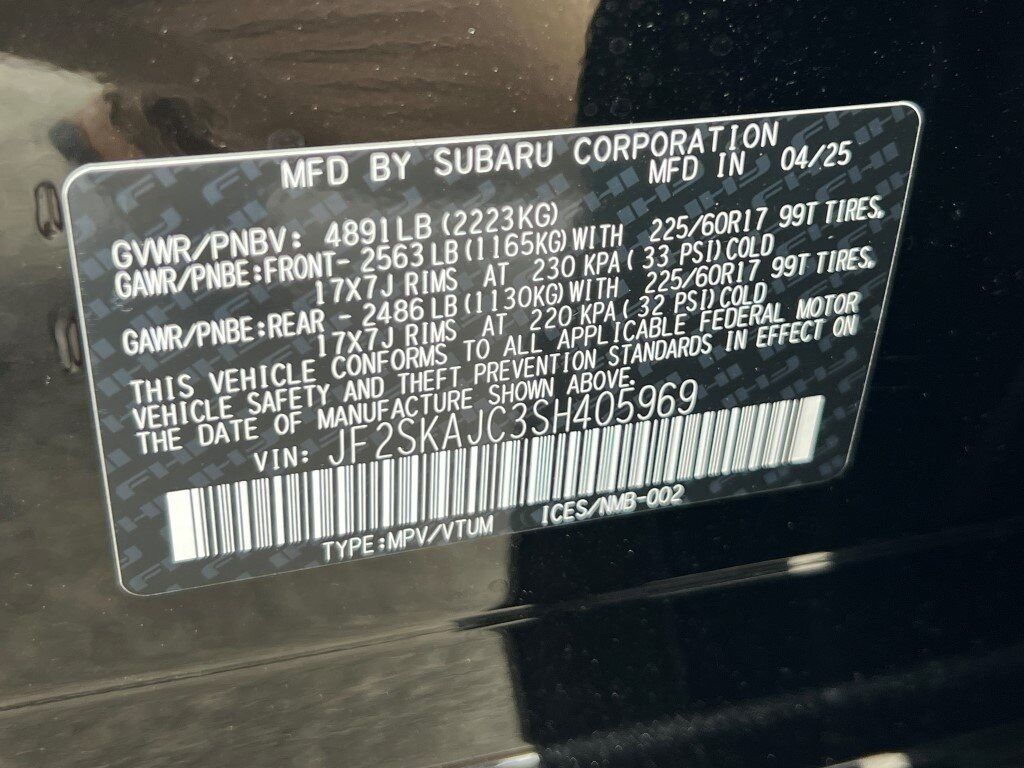 MFD BY SUBARU CORPORATION
MFD IN 04/25
GVWR/PNBV: 4891LB (2223KG)
GAWR/PNBE:FRONT- 2563LB (1165KG)WITH 225/60R17 99T TIRES,
17X7J RIMS AT 230 KPA( 33 PSI)COLD
GAWR/PNBE:REAR - 2486LB (1130KG)WITH 225/60R17 99T TIRES,
17X7J RIMS AT 220 KPA( 32 PSI)COLD
THIS VEHICLE CONFORMS TO ALL APPLICABLE FEDERAL MOTOR
VEHICLE SAFETY AND THEFT PREVENTION STANDARDS IN EFFECT ON
THE DATE OF MANUFACTURE SHOWN ABOVE.
VIN: JF2SKAJC3SH405969
TYPE:MPV/VTUM ICES/NMB-002